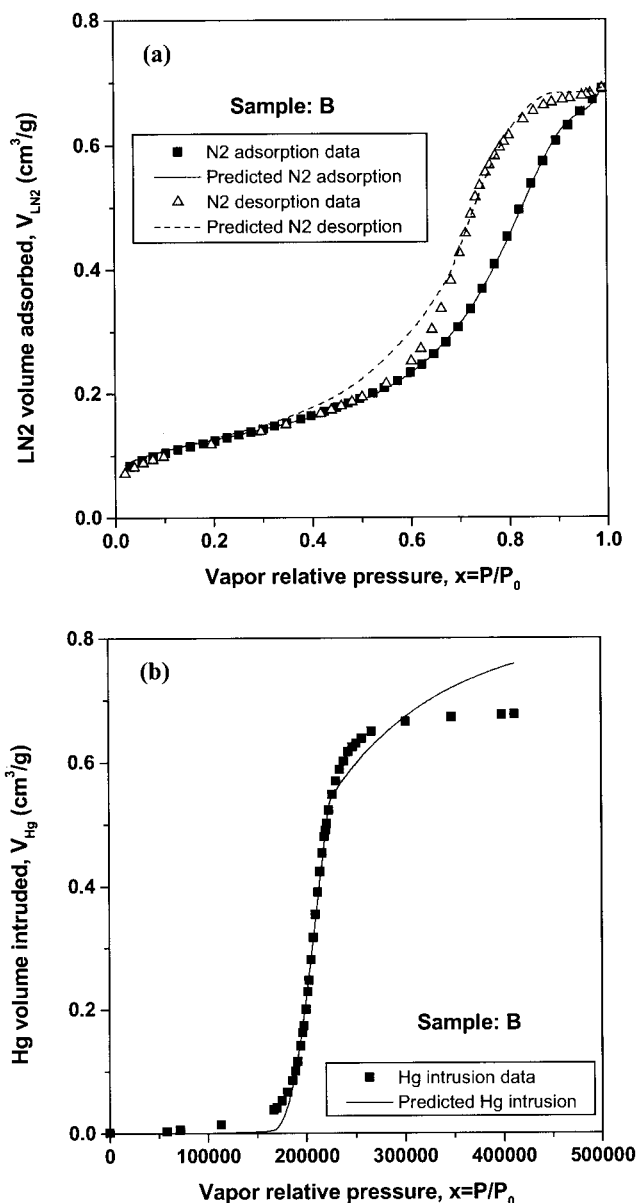 0.8
(a)
Sample: B
N2 adsorption data
Predicted N2 adsorption
N2 desorption data
Predicted N2 desorption
0.6
0.4
0.2
0.0
LN2 volume adsorbed, V_LN2 (cm³/g)
0.0 0.2 0.4 0.6 0.8 1.0
Vapor relative pressure, x=P/P₀
0.8
(b)
0.6
0.4
0.2
0.0
Hg volume intruded, V_Hg (cm³/g)
Sample: B
Hg intrusion data
Predicted Hg intrusion
0 100000 200000 300000 400000 500000
Vapor relative pressure, x=P/P₀